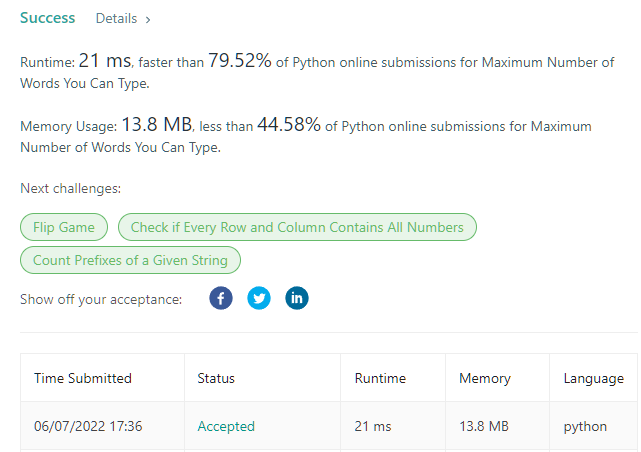 Success Details >
Runtime: 21 ms, faster than 79.52% of Python online submissions for Maximum Number of
Words You Can Type.
Memory Usage: 13.8 MB, less than 44.58% of Python online submissions for Maximum
Number of Words You Can Type.
Next challenges:
Flip Game Check if Every Row and Column Contains All Numbers
Count Prefixes of a Given String
Show off your acceptance: f in
Time Submitted Status Runtime Memory Language
06/07/2022 17:36 Accepted 21 ms 13.8 MB python